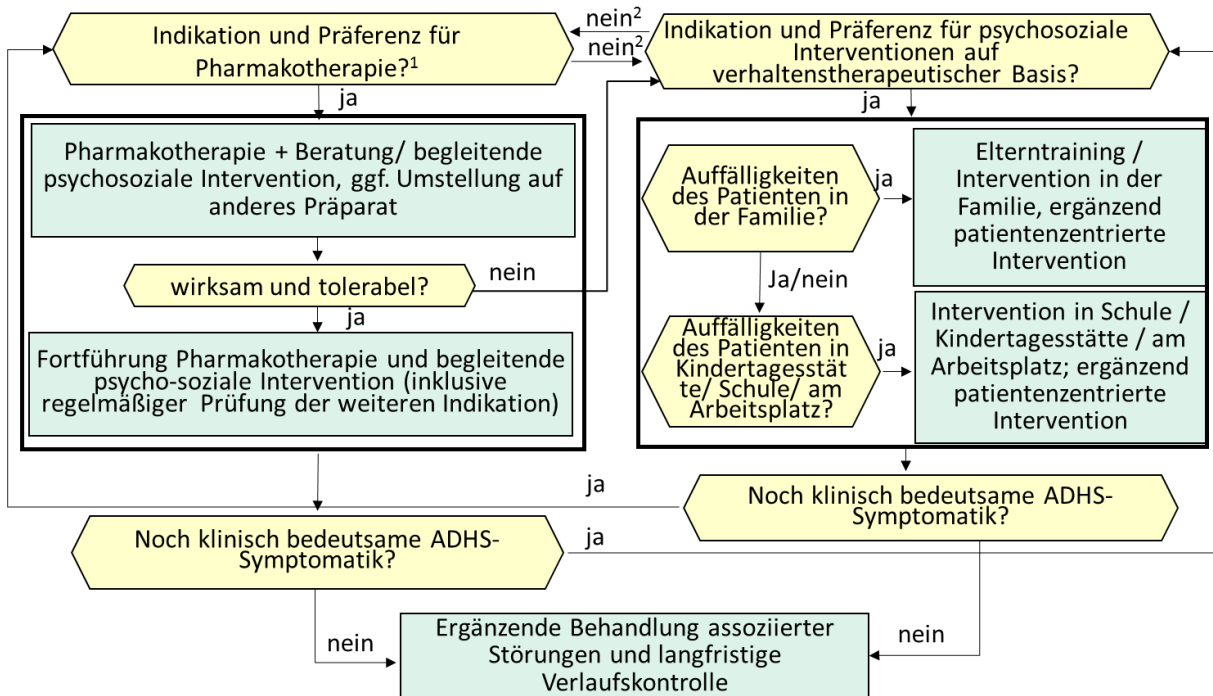 Indikation und Präferenz für
Pharmakotherapie?¹
nein²
nein²
Indikation und Präferenz für psychosoziale
Interventionen auf
verhaltenstherapeutischer Basis?
ja
ja
Pharmakotherapie + Beratung/ begleitende
psychosoziale Intervention, ggf. Umstellung auf
anderes Präparat
wirksam und tolerabel?
nein
ja
Fortführung Pharmakotherapie und begleitende
psycho-soziale Intervention (inklusive
regelmäßiger Prüfung der weiteren Indikation)
Auffälligkeiten
des Patienten in
der Familie?
ja
Elterntraining /
Intervention in der
Familie, ergänzend
patientenzentrierte
Intervention
Ja/nein
Auffälligkeiten
des Patienten in
Kindertagesstät
te/ Schule/ am
Arbeitsplatz?
ja
Intervention in Schule /
Kindertagesstätte / am
Arbeitsplatz; ergänzend
patientenzentrierte
Intervention
ja
Noch klinisch bedeutsame ADHS-
Symptomatik?
Noch klinisch bedeutsame ADHS-
Symptomatik?
ja
nein
Ergänzende Behandlung assoziierter
Störungen und langfristige
Verlaufskontrolle
nein